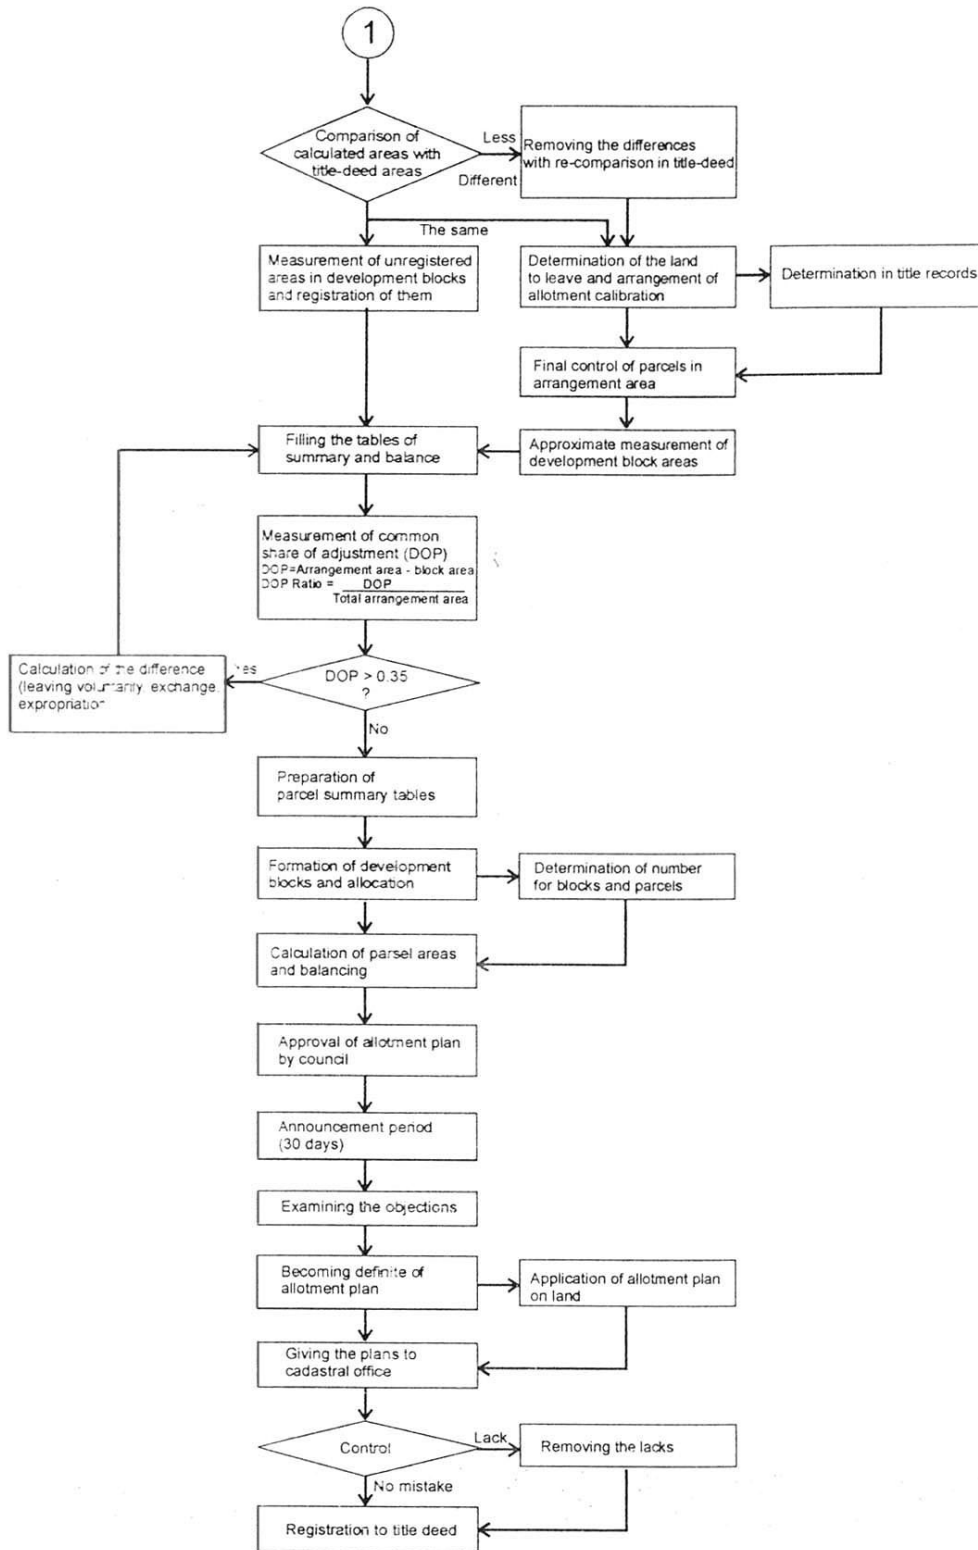 1
Comparison of
calculated areas with
title-deed areas
Less
Different
Removing the differences
with re-comparison in title-deed
The same
Measurement of unregistered
areas in development blocks
and registration of them
Determination of the land
to leave and arrangement of
allotment calibration
Determination in title records
Final control of parcels in
arrangement area
Filling the tables of
summary and balance
Approximate measurement of
development block areas
Measurement of common
share of adjustment (DOP)
DOP=Arrangement area - block area
DOP Ratio = DOP
Total arrangement area
Calculation of the difference
(leaving voluntarily, exchange,
expropriation
Yes
DOP > 0.35
?
No
Preparation of
parcel summary tables
Formation of development
blocks and allocation
Determination of number
for blocks and parcels
Calculation of parsel areas
and balancing
Approval of allotment plan
by council
Announcement period
(30 days)
Examining the objections
Becoming definite of
allotment plan
Application of allotment plan
on land
Giving the plans to
cadastral office
Control
Lack
Removing the lacks
No mistake
Registration to title deed